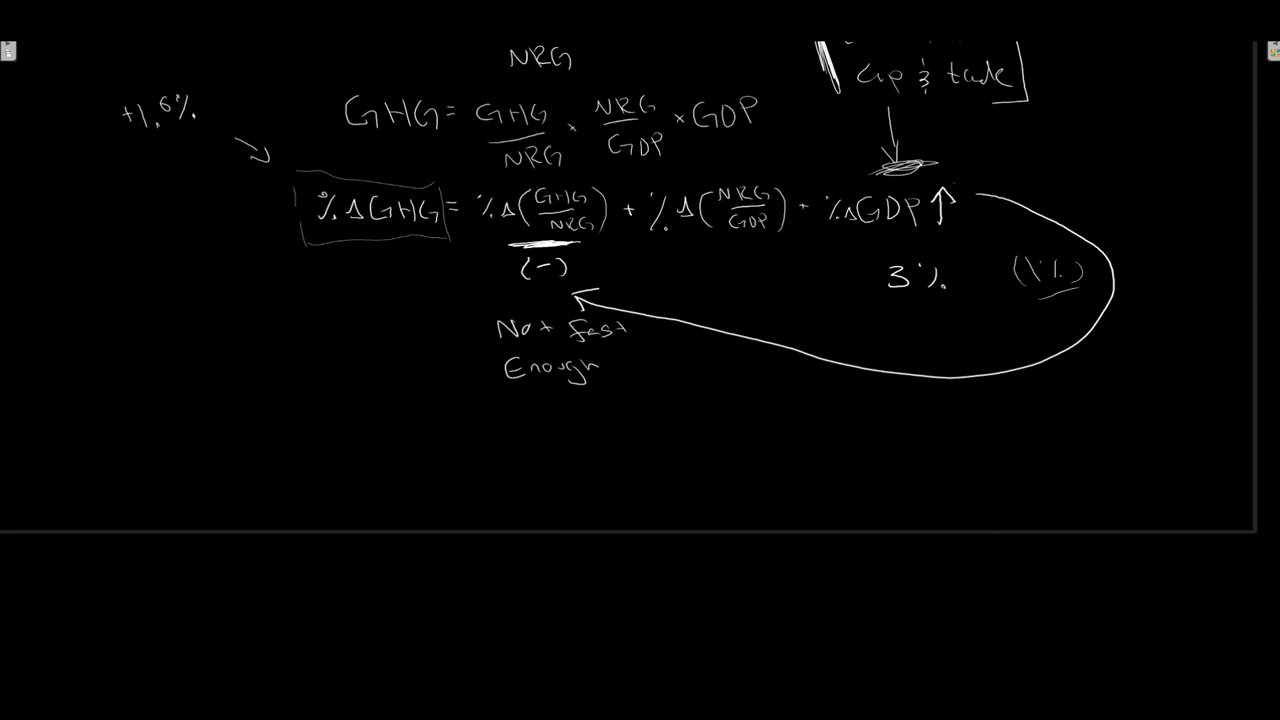 NRG
cap & trade
+1.6%
GHG = GHG/NRG × NRG/GDP × GDP
%ΔGHG = %Δ(GHG/NRG) + %Δ(NRG/GDP) + %ΔGDP↑
(-)
3%
(1%)
Not fast
Enough